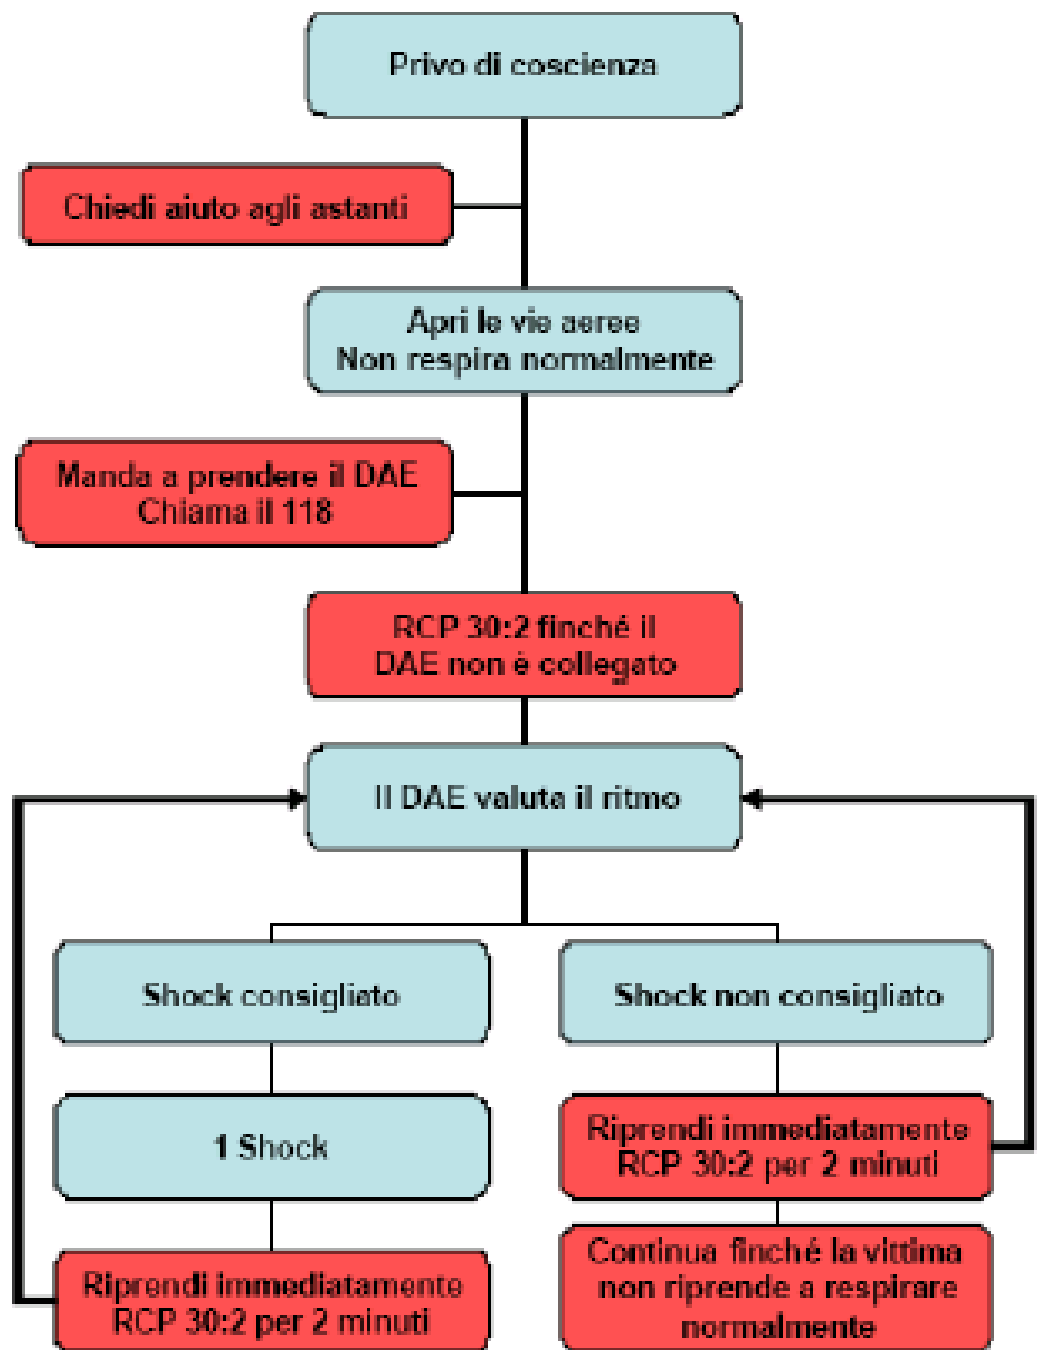 Privo di coscienza
Chiedi aiuto agli astanti
Apri le vie aeree
Non respira normalmente
Manda a prendere il DAE
Chiama il 118
RCP 30:2 finché il
DAE non è collegato
Il DAE valuta il ritmo
Shock consigliato
Shock non consigliato
1 Shock
Riprendi immediatamente
RCP 30:2 per 2 minuti
Riprendi immediatamente
RCP 30:2 per 2 minuti
Continua finché la vittima
non riprende a respirare
normalmente